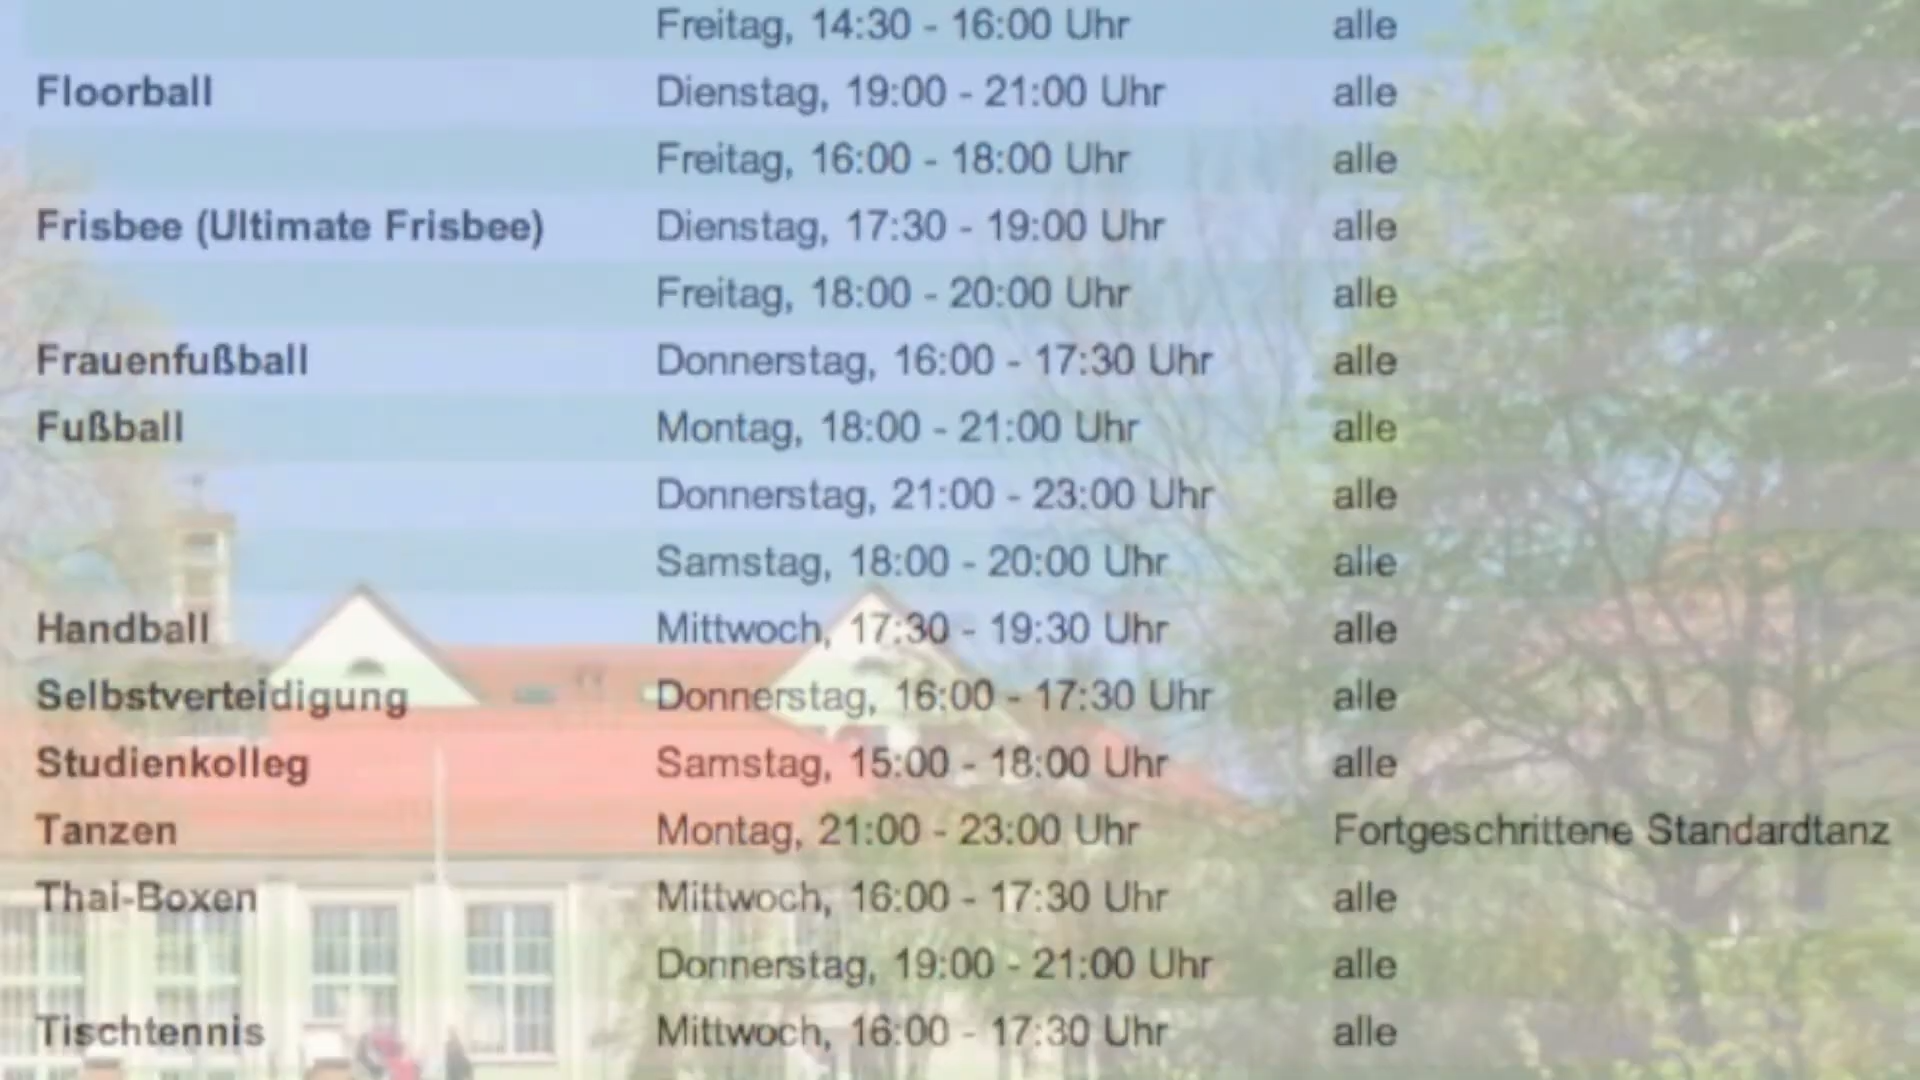 Freitag, 14:30 - 16:00 Uhr alle
Floorball Dienstag, 19:00 - 21:00 Uhr alle
Freitag, 16:00 - 18:00 Uhr alle
Frisbee (Ultimate Frisbee) Dienstag, 17:30 - 19:00 Uhr alle
Freitag, 18:00 - 20:00 Uhr alle
Frauenfußball Donnerstag, 16:00 - 17:30 Uhr alle
Fußball Montag, 18:00 - 21:00 Uhr alle
Donnerstag, 21:00 - 23:00 Uhr alle
Samstag, 18:00 - 20:00 Uhr alle
Handball Mittwoch, 17:30 - 19:30 Uhr alle
Selbstverteidigung Donnerstag, 16:00 - 17:30 Uhr alle
Studienkolleg Samstag, 15:00 - 18:00 Uhr alle
Tanzen Montag, 21:00 - 23:00 Uhr Fortgeschrittene Standardtanz
Thai-Boxen Mittwoch, 16:00 - 17:30 Uhr alle
Donnerstag, 19:00 - 21:00 Uhr alle
Tischtennis Mittwoch, 16:00 - 17:30 Uhr alle